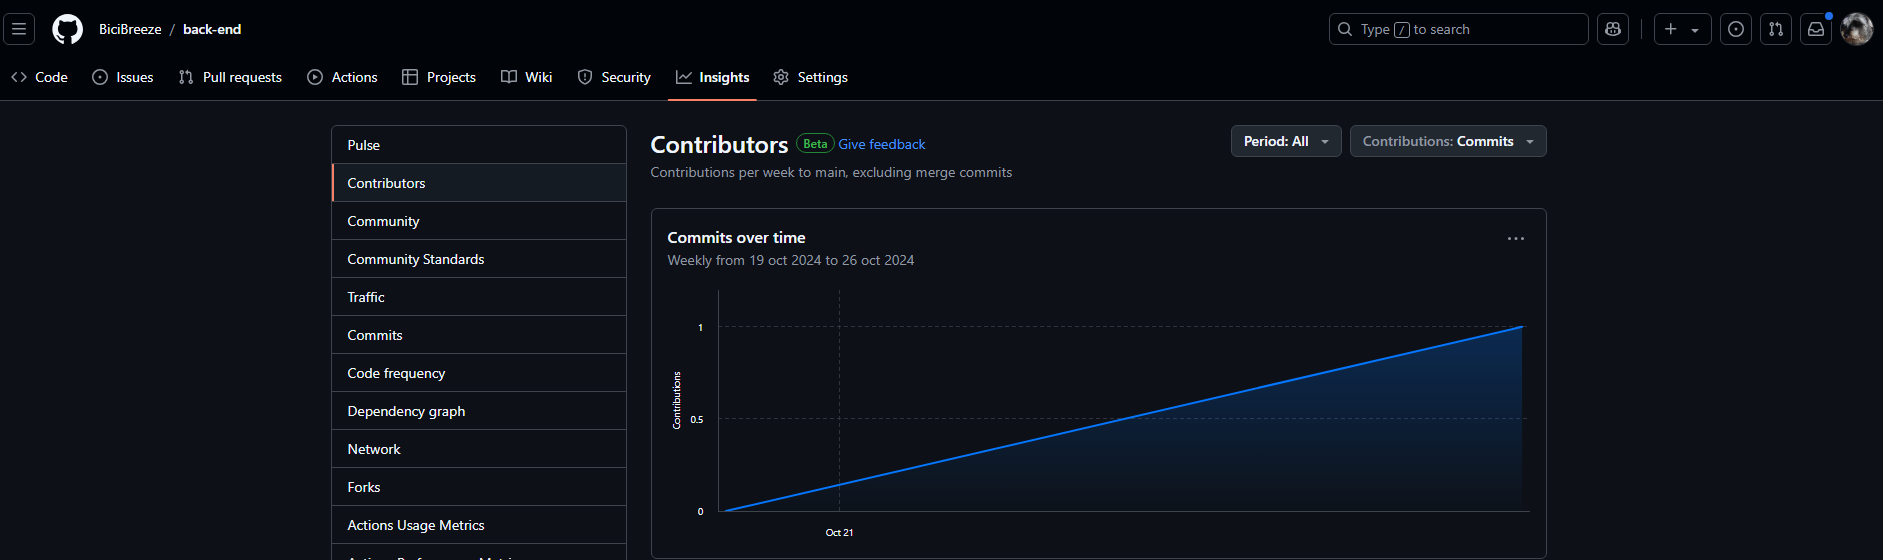 BiciBreeze / back-end
Type / to search
Code Issues Pull requests Actions Projects Wiki Security Insights Settings
Pulse
Contributors
Community
Community Standards
Traffic
Commits
Code frequency
Dependency graph
Network
Forks
Actions Usage Metrics
Contributors Beta Give feedback
Period: All
Contributions: Commits
Contributions per week to main, excluding merge commits
Commits over time
Weekly from 19 oct 2024 to 26 oct 2024
Contributions
1
0.5
0
Oct 21